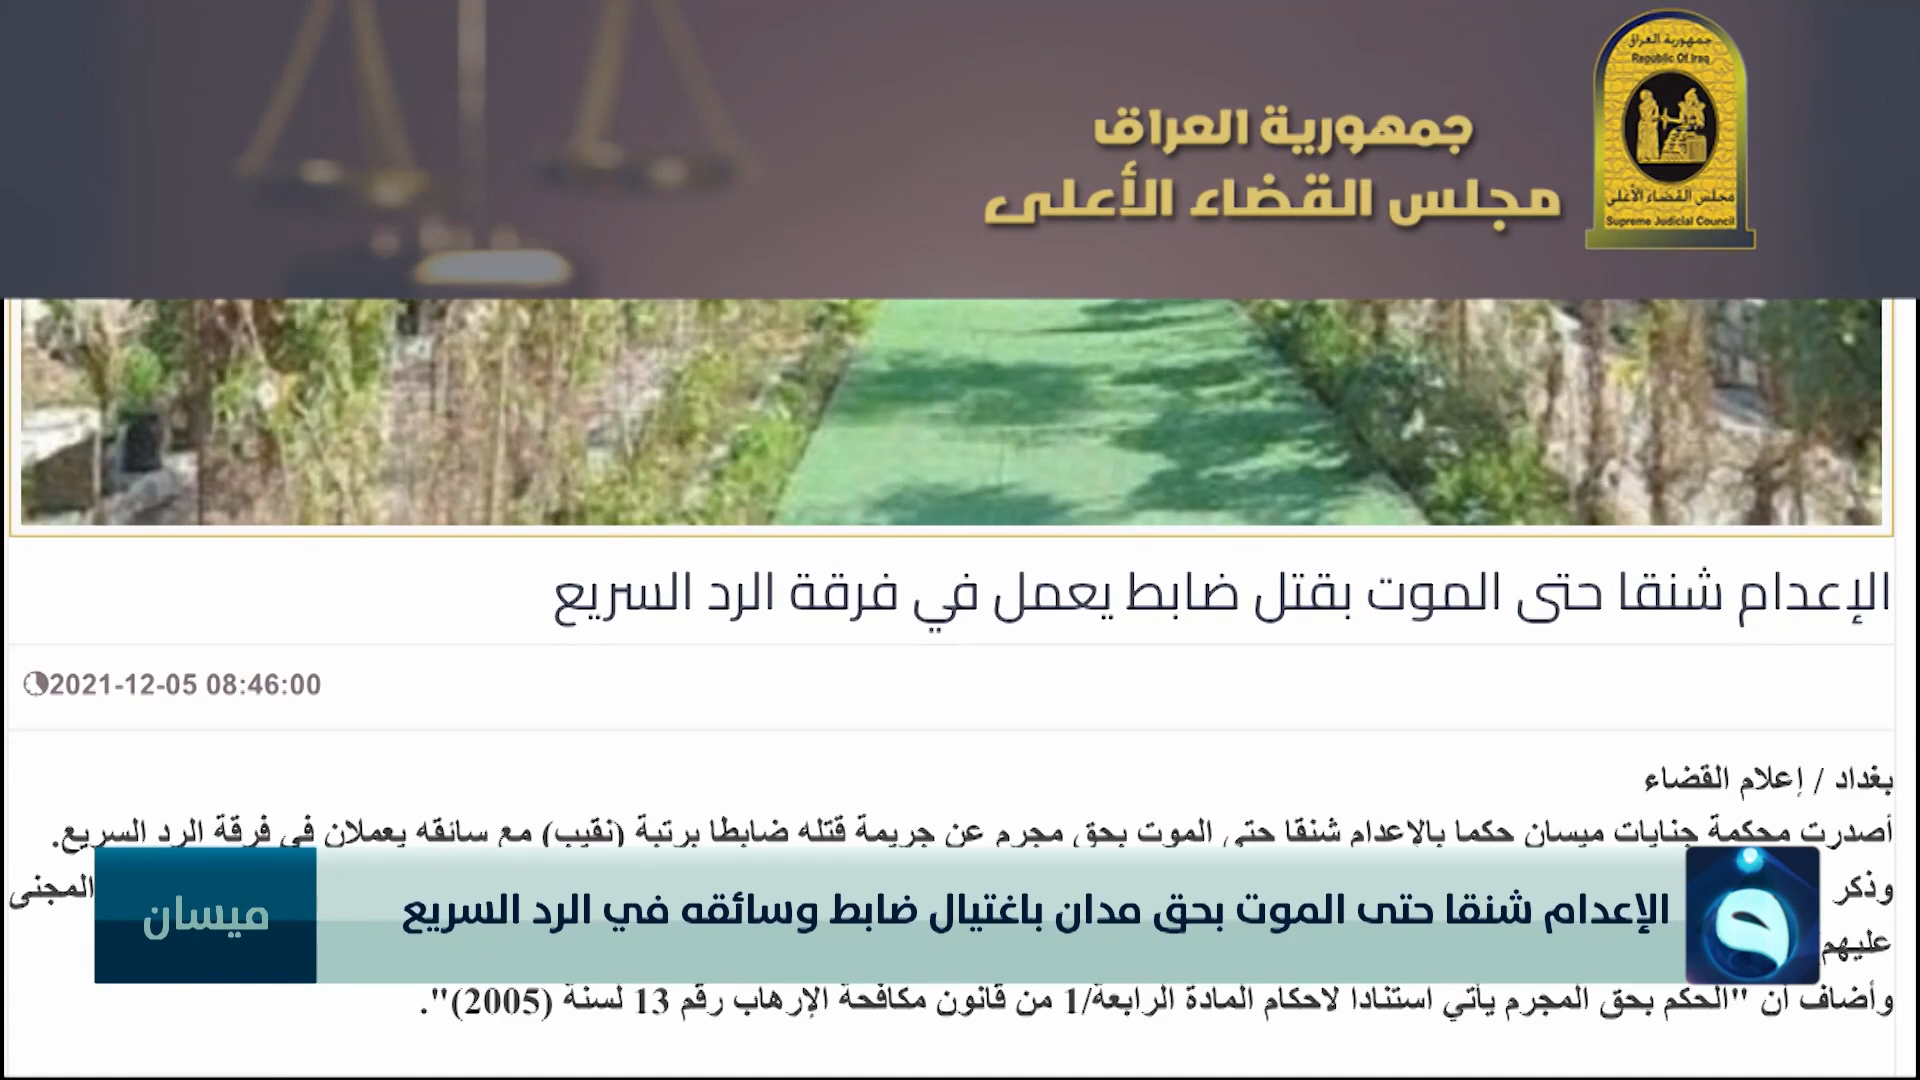 جمهورية العراق
Republic Of Iraq
مجلس القضاء الأعلى
Supreme Judicial Council
جمهورية العراق
مجلس القضاء الأعلى
الإعدام شنقا حتى الموت بقتل ضابط يعمل في فرقة الرد السريع
2021-12-05 08:46:00
بغداد / إعلام القضاء
أصدرت محكمة جنايات ميسان حكما بالإعدام شنقا حتى الموت بحق مجرم عن جريمة قتله ضابطا برتبة (نقيب) مع سائقه يعملان في فرقة الرد السريع.
وذكر
المجنى
عليهم
الإعدام شنقا حتى الموت بحق مدان باغتيال ضابط وسائقه في الرد السريع
ميسان
وأضاف أن "الحكم بحق المجرم يأتي استنادا لاحكام المادة الرابعة/1 من قانون مكافحة الإرهاب رقم 13 لسنة (2005)".